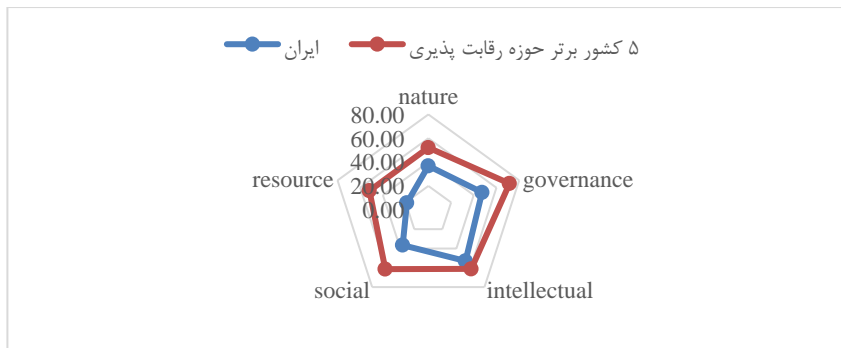 ایران	۵ کشور برتر حوزه رقابت پذیری
nature
80.00
60.00
40.00
20.00
0.00
governance
intellectual
social
resource